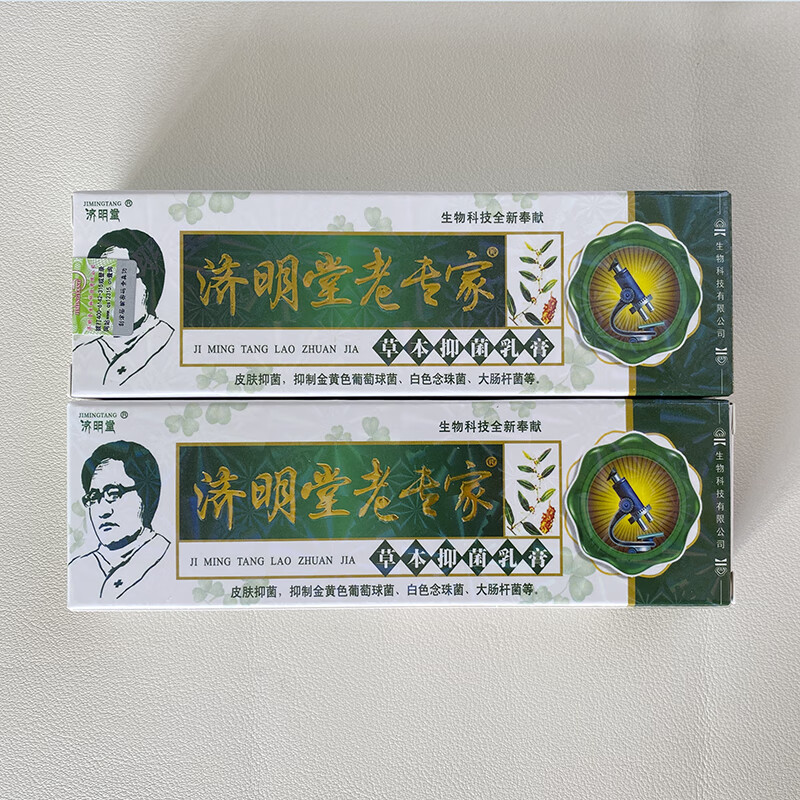 JIMINGTANG®
济明堂
生物科技全新奉献
济明堂老专家®
JI MING TANG LAO ZHUAN JIA
草本抑菌乳膏
皮肤抑菌,抑制金黄色葡萄球菌、白色念珠菌、大肠杆菌等。
【生物科技有限公司】
JIMINGTANG®
济明堂
生物科技全新奉献
济明堂老专家®
JI MING TANG LAO ZHUAN JIA
草本抑菌乳膏
皮肤抑菌,抑制金黄色葡萄球菌、白色念珠菌、大肠杆菌等。
【生物科技有限公司】